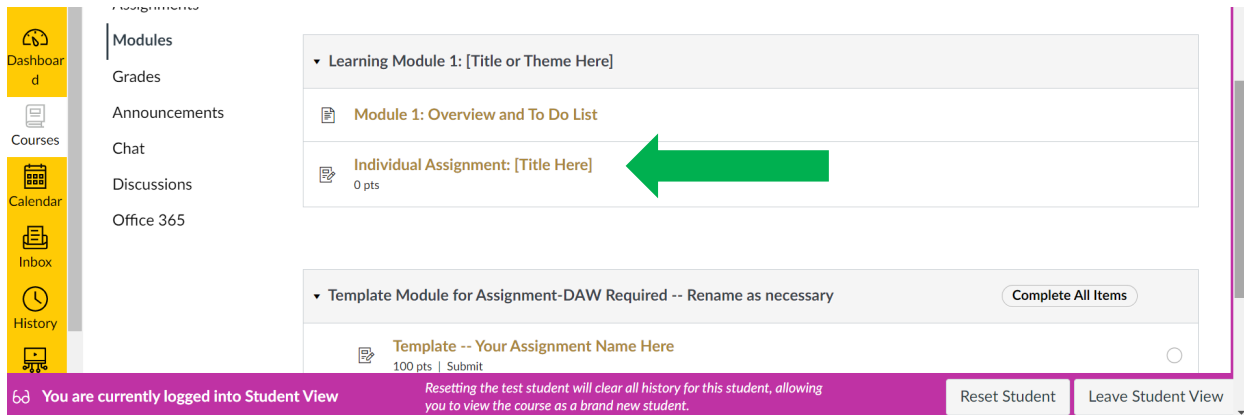 Assignments
Dashboar
d
Courses
Calendar
Inbox
History
Modules
Grades
Announcements
Chat
Discussions
Office 365
Learning Module 1: [Title or Theme Here]
Module 1: Overview and To Do List
Individual Assignment: [Title Here]
0 pts
Template Module for Assignment-DAW Required -- Rename as necessary
Complete All Items
Template -- Your Assignment Name Here
100 pts | Submit
You are currently logged into Student View
Resetting the test student will clear all history for this student, allowing
you to view the course as a brand new student.
Reset Student
Leave Student View